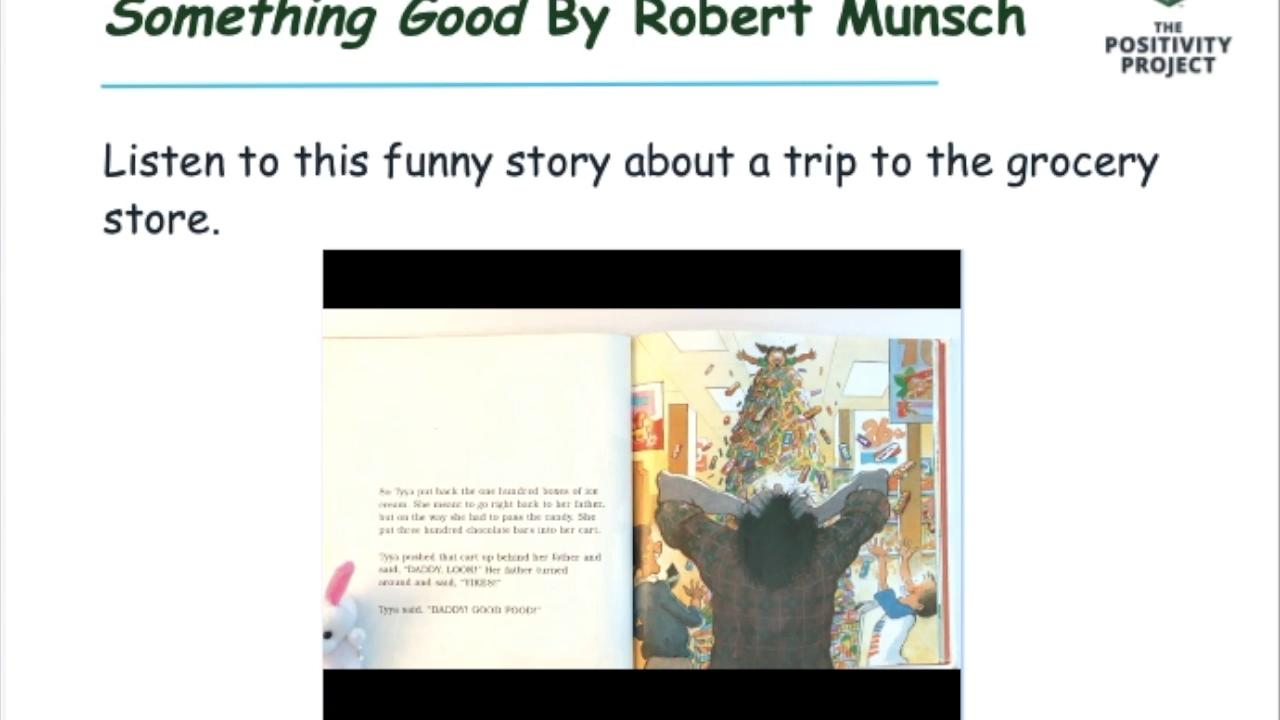 Something Good By Robert Munsch
THE
POSITIVITY
PROJECT
Listen to this funny story about a trip to the grocery
store.
So Tyya put back the one hundred boxes of ice
cream. She meant to go right back to her father,
but on the way she had to pass the candy. She
put three hundred chocolate bars into her cart.
Tyya pushed that cart up behind her father and
said, "DADDY, LOOK!" Her father turned
around and said, "YIKES!"
Tyya said, "DADDY! GOOD FOOD!"